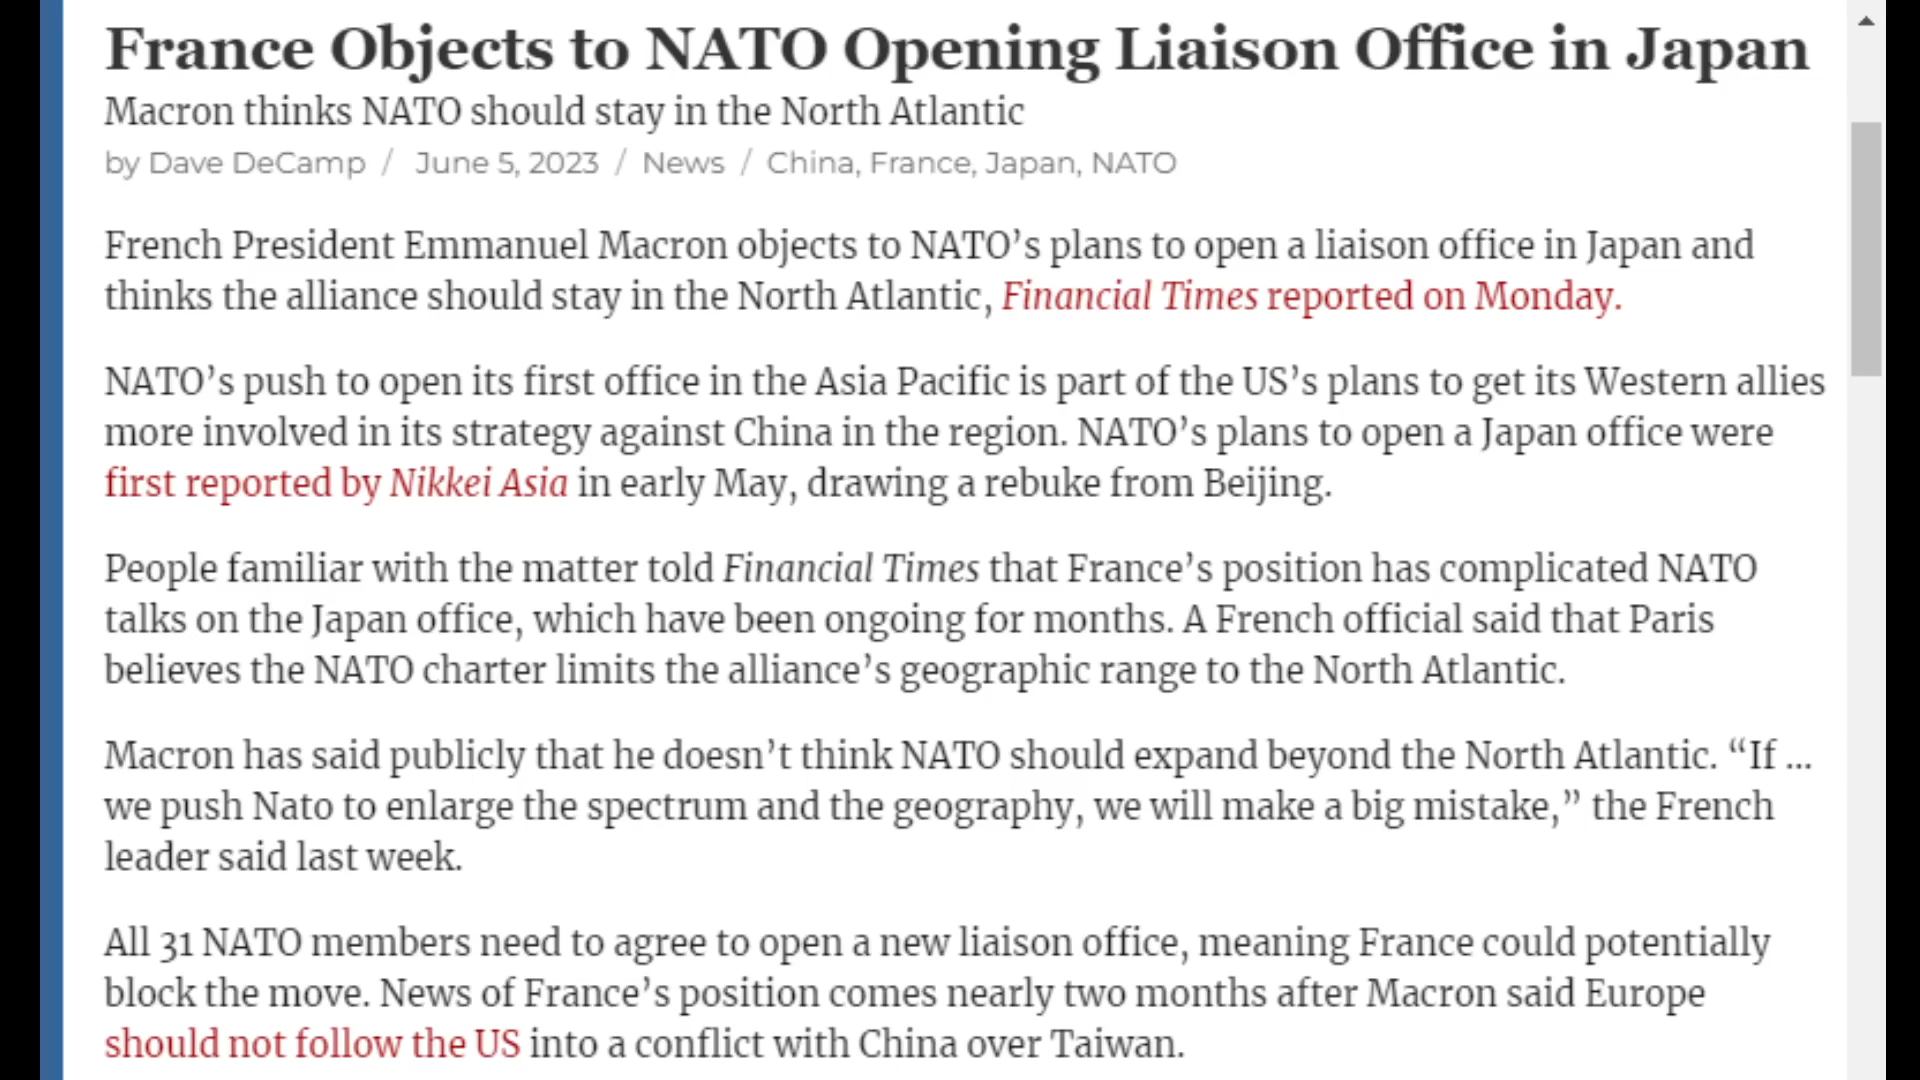 France Objects to NATO Opening Liaison Office in Japan
Macron thinks NATO should stay in the North Atlantic
by Dave DeCamp / June 5, 2023 / News / China, France, Japan, NATO
French President Emmanuel Macron objects to NATO’s plans to open a liaison office in Japan and
thinks the alliance should stay in the North Atlantic, Financial Times reported on Monday.
NATO’s push to open its first office in the Asia Pacific is part of the US’s plans to get its Western allies
more involved in its strategy against China in the region. NATO’s plans to open a Japan office were
first reported by Nikkei Asia in early May, drawing a rebuke from Beijing.
People familiar with the matter told Financial Times that France’s position has complicated NATO
talks on the Japan office, which have been ongoing for months. A French official said that Paris
believes the NATO charter limits the alliance’s geographic range to the North Atlantic.
Macron has said publicly that he doesn’t think NATO should expand beyond the North Atlantic. “If ...
we push Nato to enlarge the spectrum and the geography, we will make a big mistake,” the French
leader said last week.
All 31 NATO members need to agree to open a new liaison office, meaning France could potentially
block the move. News of France’s position comes nearly two months after Macron said Europe
should not follow the US into a conflict with China over Taiwan.